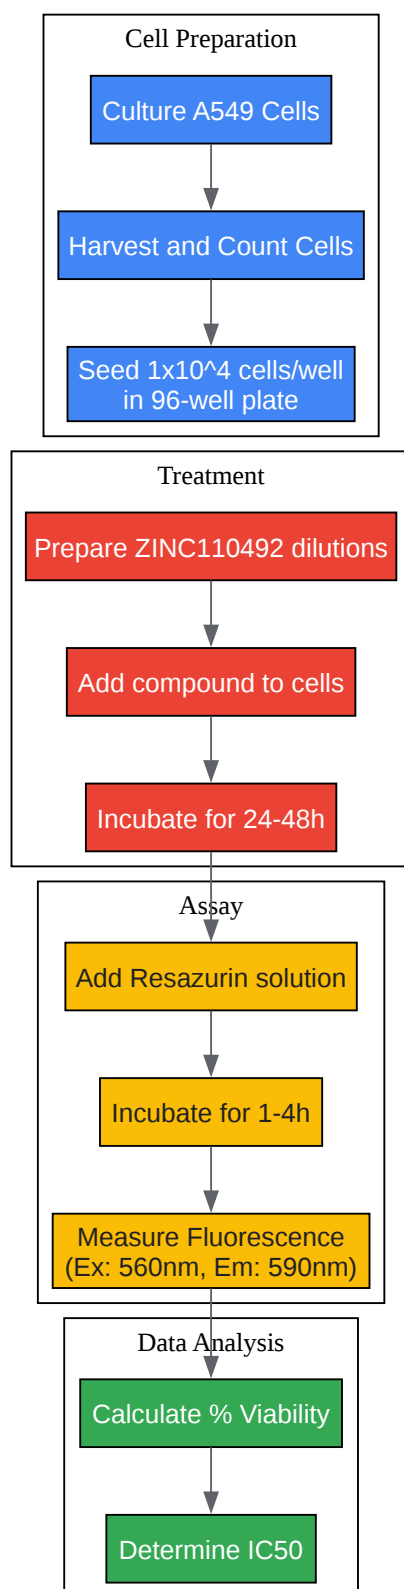 Cell Preparation
Culture A549 Cells
Harvest and Count Cells
Seed 1x10^4 cells/well
in 96-well plate
Treatment
Prepare ZINC110492 dilutions
Add compound to cells
Incubate for 24-48h
Assay
Add Resazurin solution
Incubate for 1-4h
Measure Fluorescence
(Ex: 560nm, Em: 590nm)
Data Analysis
Calculate % Viability
Determine IC50